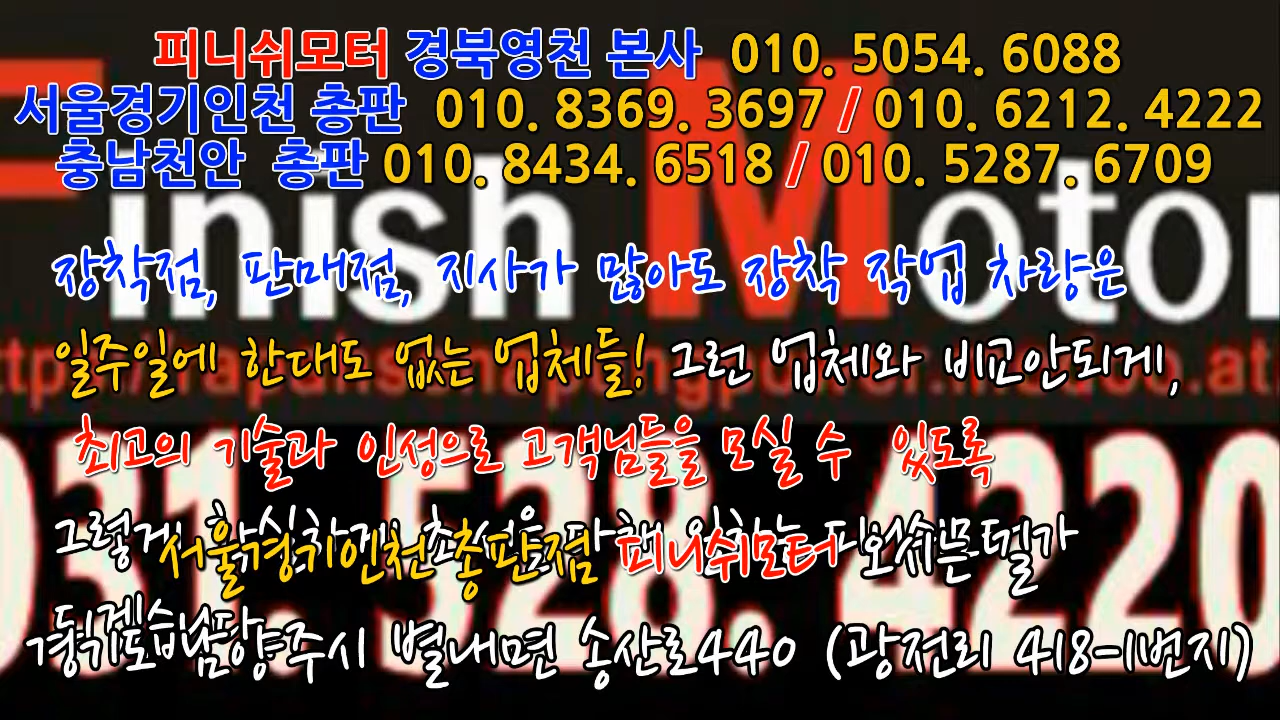 피니쉬모터 경북영천 본사 010. 5054. 6088
서울경기인천 총판 010. 8369. 3697 / 010. 6212. 4222
충남천안 총판 010. 8434. 6518 / 010. 5287. 6709
Finish Motor
장착점, 판매점, 지사가 많아도 장착 작업 차량은
일주일에 한대도 없는 업체들! 그런 업체와 비교안되게,
최고의 기술과 인성으로 고객님들을 모실 수 있도록
그렇게
서울경기인천 총판점 피니쉬모터
031. 528. 4220
경기도 남양주시 별내면 송산로440 (광전리 418-1번지)